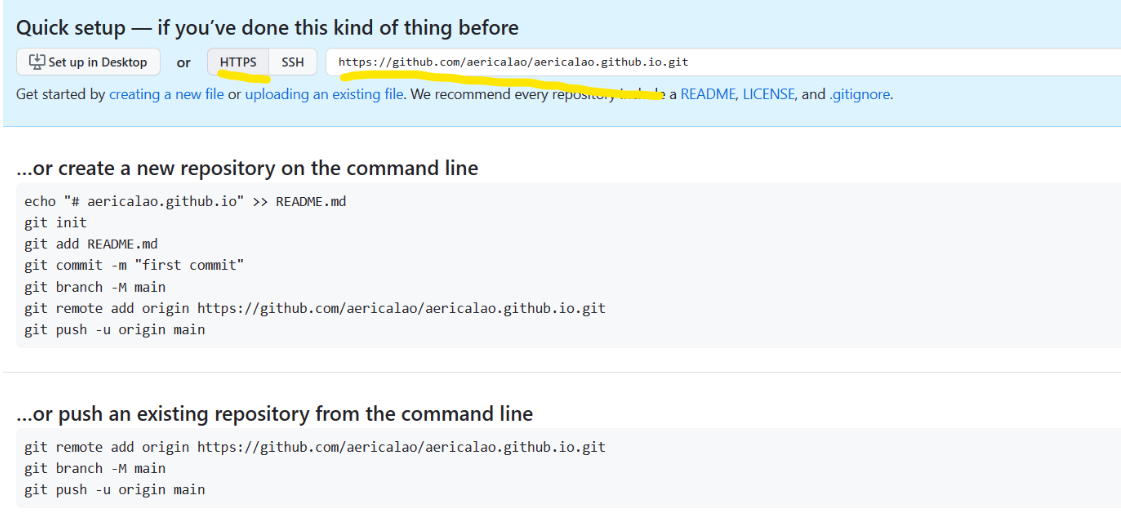 Quick setup — if you’ve done this kind of thing before
Set up in Desktop or HTTPS SSH https://github.com/aericalao/aericalao.github.io.git
Get started by creating a new file or uploading an existing file. We recommend every repository include a README, LICENSE, and .gitignore.
...or create a new repository on the command line
echo "# aericalao.github.io" >> README.md
git init
git add README.md
git commit -m "first commit"
git branch -M main
git remote add origin https://github.com/aericalao/aericalao.github.io.git
git push -u origin main
...or push an existing repository from the command line
git remote add origin https://github.com/aericalao/aericalao.github.io.git
git branch -M main
git push -u origin main